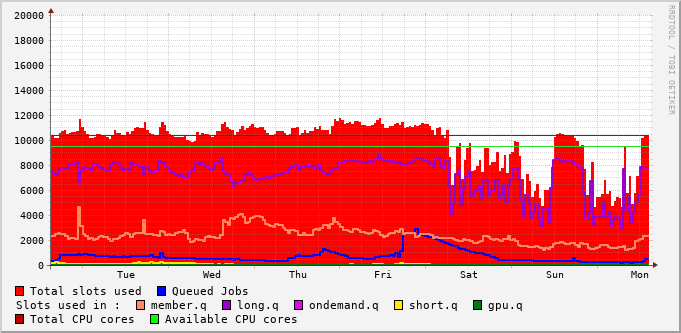 RRDTOOL / TOBI OETIKER
20000
18000
16000
14000
12000
10000
8000
6000
4000
2000
0
Tue Wed Thu Fri Sat Sun Mon
Total slots used Queued Jobs
Slots used in : member.q long.q ondemand.q short.q gpu.q
Total CPU cores Available CPU cores